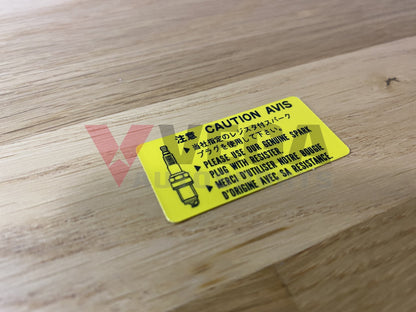 注意 CAUTION AVIS
▶当社指定のレジスタ付スパーク
プラグを使用して下さい。
▶PLEASE USE OUR GENUINE SPARK
PLUG WITH RESISTER.
▶MERCI D'UTILISER NOTRE BOUGIE
D'ORIGINE AVEC SA RESISTANCE.